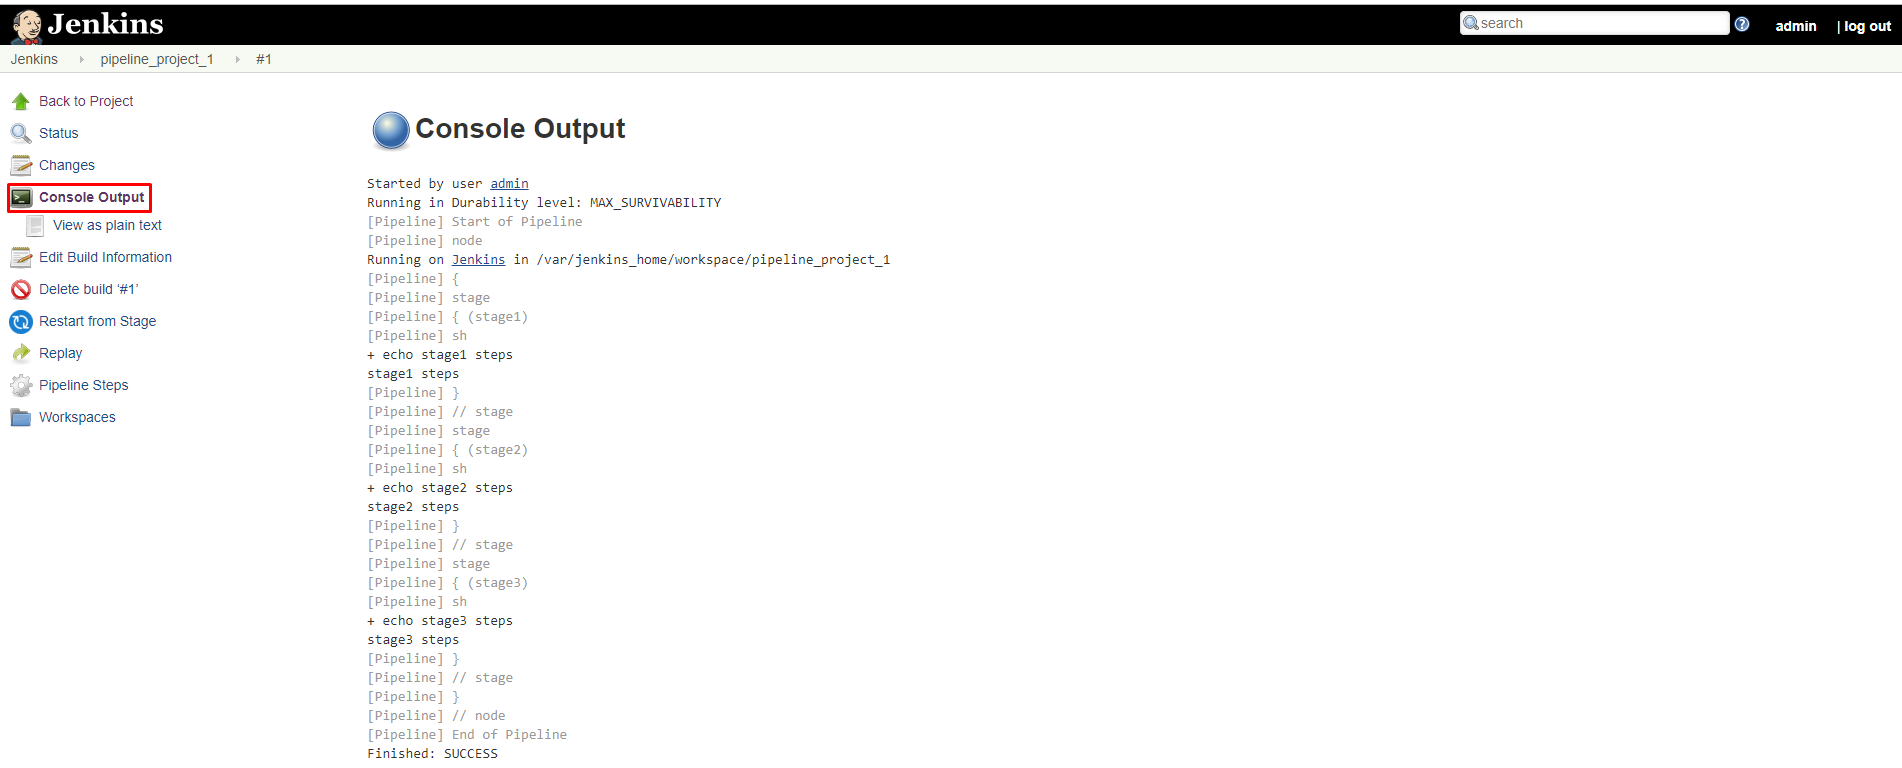 Jenkins
search
admin
| log out
Jenkins
pipeline_project_1
#1
Back to Project
Status
Changes
Console Output
View as plain text
Edit Build Information
Delete build ‘#1’
Restart from Stage
Replay
Pipeline Steps
Workspaces
Console Output
Started by user admin
Running in Durability level: MAX_SURVIVABILITY
[Pipeline] Start of Pipeline
[Pipeline] node
Running on Jenkins in /var/jenkins_home/workspace/pipeline_project_1
[Pipeline] {
[Pipeline] stage
[Pipeline] { (stage1)
[Pipeline] sh
+ echo stage1 steps
stage1 steps
[Pipeline] }
[Pipeline] // stage
[Pipeline] stage
[Pipeline] { (stage2)
[Pipeline] sh
+ echo stage2 steps
stage2 steps
[Pipeline] }
[Pipeline] // stage
[Pipeline] stage
[Pipeline] { (stage3)
[Pipeline] sh
+ echo stage3 steps
stage3 steps
[Pipeline] }
[Pipeline] // stage
[Pipeline] }
[Pipeline] // node
[Pipeline] End of Pipeline
Finished: SUCCESS